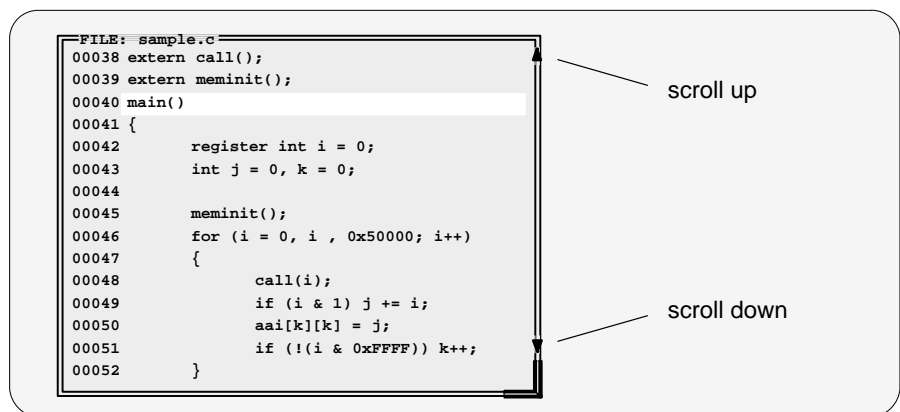 FILE: sample.c
00038 extern call();
00039 extern meminit();
00040 main()
00041 {
00042 register int i = 0;
00043 int j = 0, k = 0;
00044
00045 meminit();
00046 for (i = 0, i , 0x50000; i++)
00047 {
00048 call(i);
00049 if (i & 1) j += i;
00050 aai[k][k] = j;
00051 if (!(i & 0xFFFF)) k++;
00052 }
scroll up
scroll down